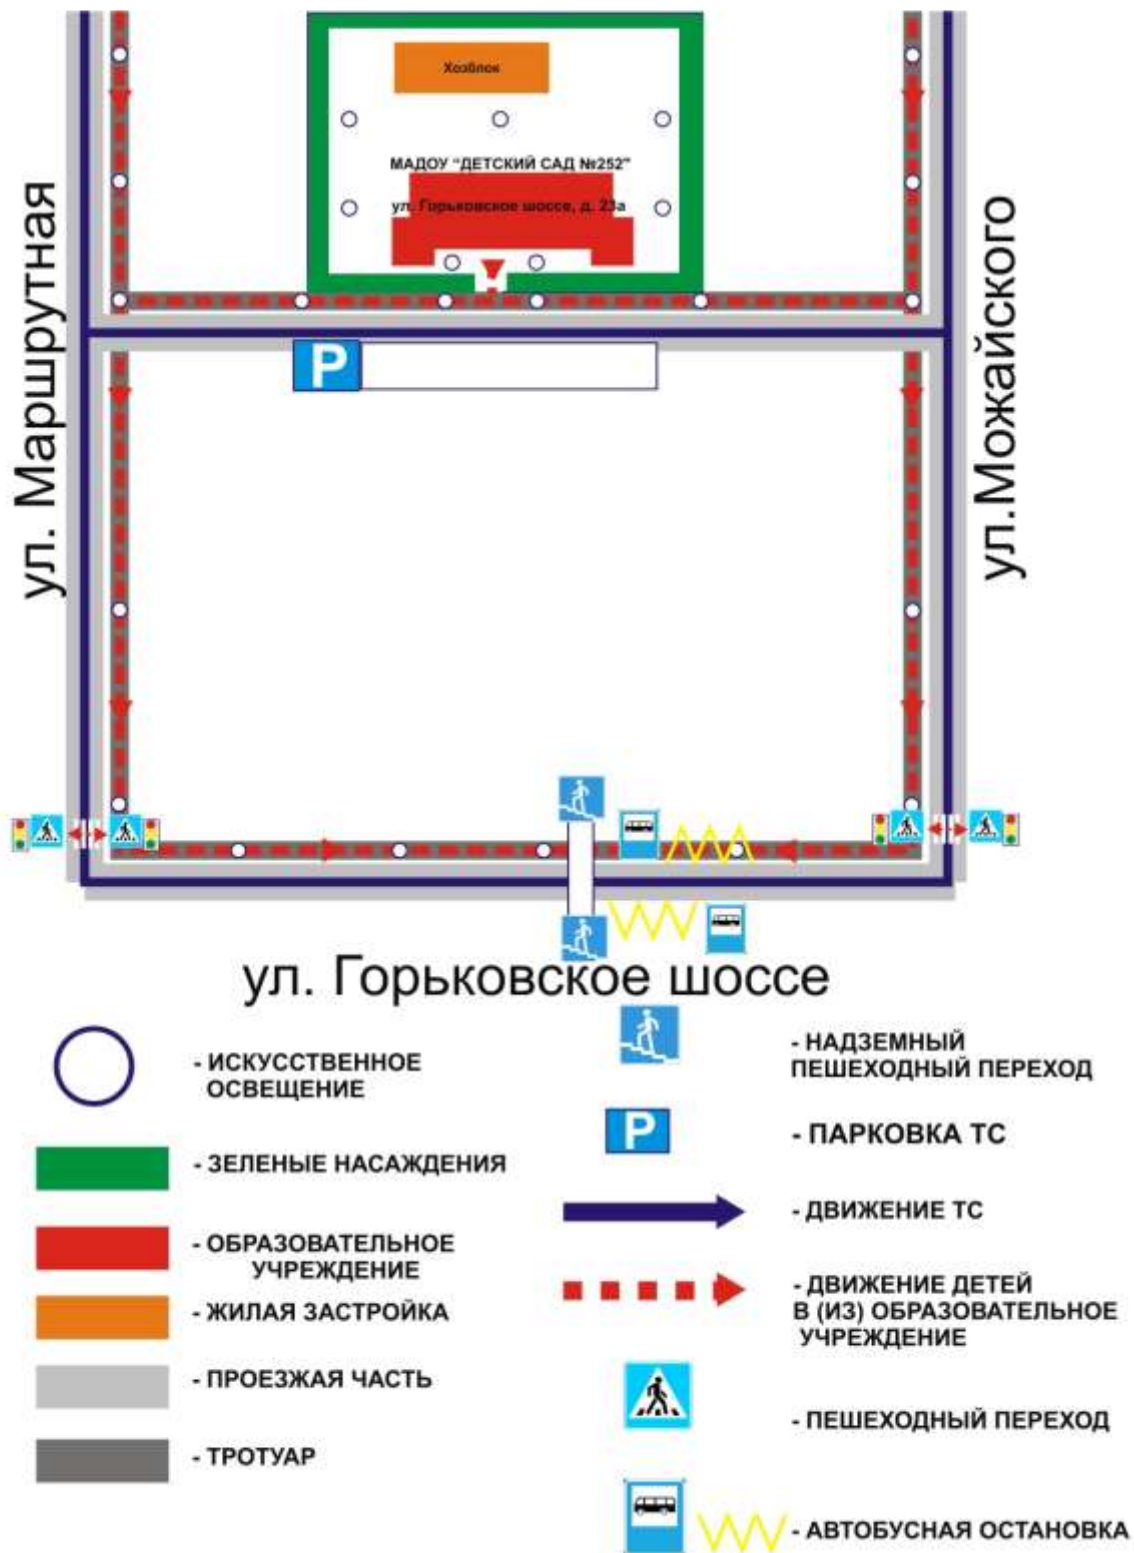 Хозблок
МАДОУ "ДЕТСКИЙ САД №252"
ул. Горьковское шоссе, д. 23а
ул. Маршрутная
ул.Можайского
P
ул. Горьковское шоссе
- ИСКУССТВЕННОЕ
ОСВЕЩЕНИЕ
- ЗЕЛЕНЫЕ НАСАЖДЕНИЯ
- ОБРАЗОВАТЕЛЬНОЕ
УЧРЕЖДЕНИЕ
- ЖИЛАЯ ЗАСТРОЙКА
- ПРОЕЗЖАЯ ЧАСТЬ
- ТРОТУАР
- НАДЗЕМНЫЙ
ПЕШЕХОДНЫЙ ПЕРЕХОД
P
- ПАРКОВКА ТС
- ДВИЖЕНИЕ ТС
- ДВИЖЕНИЕ ДЕТЕЙ
В (ИЗ) ОБРАЗОВАТЕЛЬНОЕ
УЧРЕЖДЕНИЕ
- ПЕШЕХОДНЫЙ ПЕРЕХОД
- АВТОБУСНАЯ ОСТАНОВКА